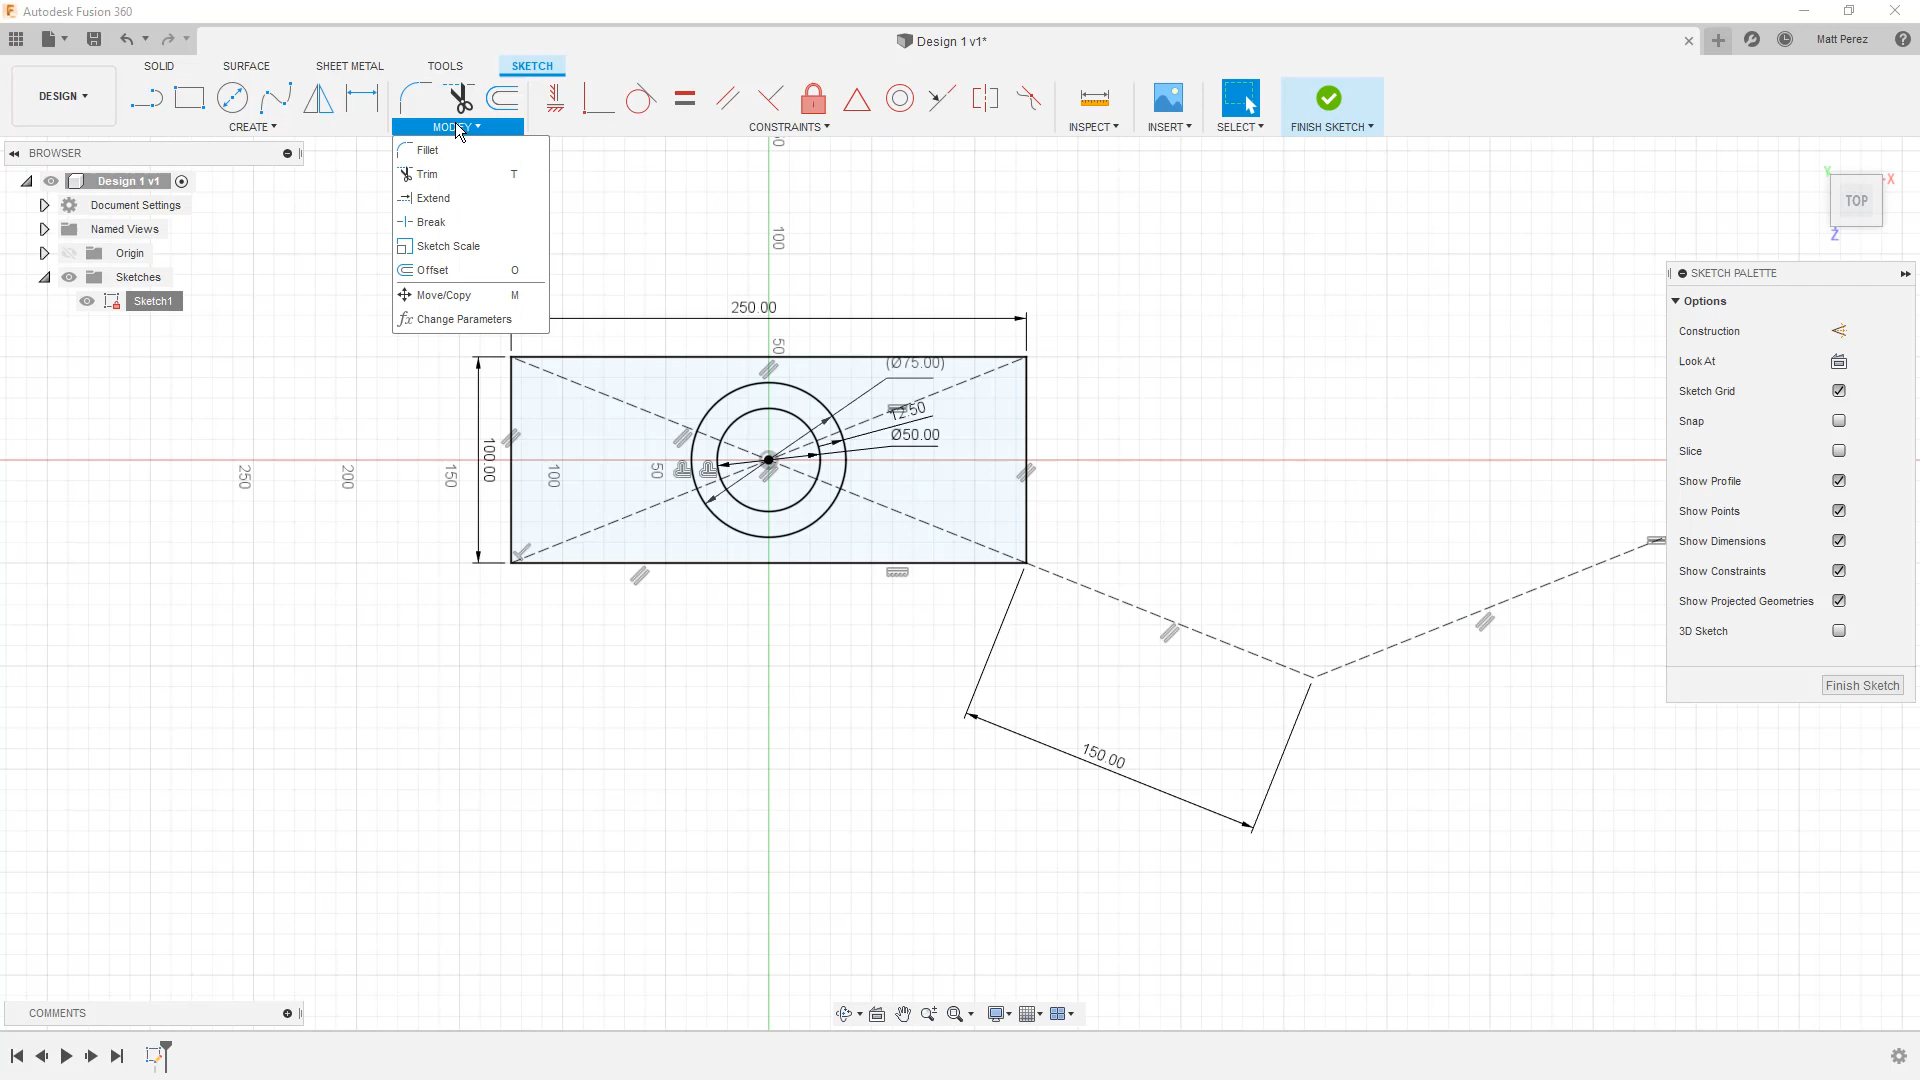 Autodesk Fusion 360
Design 1 v1*
Matt Perez
SOLID SURFACE SHEET METAL TOOLS SKETCH
DESIGN
CREATE CONSTRAINTS INSPECT INSERT SELECT FINISH SKETCH
BROWSER
Design 1 v1
Document Settings
Named Views
Origin
Sketches
Sketch1
Fillet
Trim T
Extend
Break
Sketch Scale
Offset O
Move/Copy M
fx Change Parameters
TOP
X
Y
Z
SKETCH PALETTE
Options
Construction
Look At
Sketch Grid
Snap
Slice
Show Profile
Show Points
Show Dimensions
Show Constraints
Show Projected Geometries
3D Sketch
Finish Sketch
100
250.00
50
(Ø75.00)
12.50
Ø50.00
100.00
250
200
150
100
50
150.00
COMMENTS